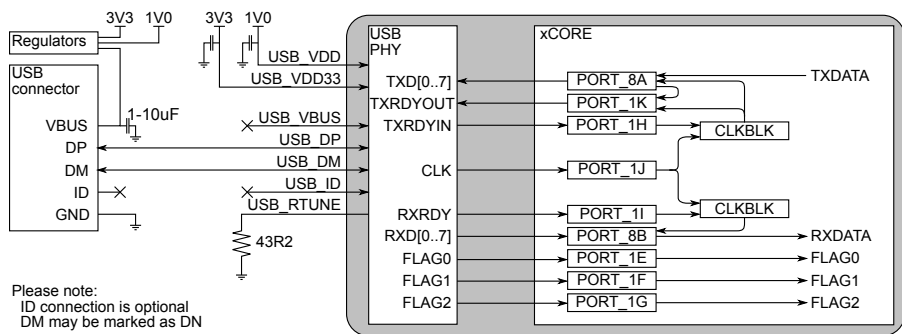 3V3 1V0
3V3 1V0
Regulators
USB
connector
1-10uF
VBUS
DP
DM
ID
GND
USB_VDD
USB_VDD33
USB_VBUS
USB_DP
USB_DM
USB_ID
USB_RTUNE
43R2
USB
PHY
TXD[0..7]
TXRDYOUT
TXRDYIN
CLK
RXRDY
RXD[0..7]
FLAG0
FLAG1
FLAG2
xCORE
PORT_8A
PORT_1K
PORT_1H
PORT_1J
PORT_1I
PORT_8B
PORT_1E
PORT_1F
PORT_1G
CLKBLK
CLKBLK
TXDATA
RXDATA
FLAG0
FLAG1
FLAG2
Please note:
ID connection is optional
DM may be marked as DN